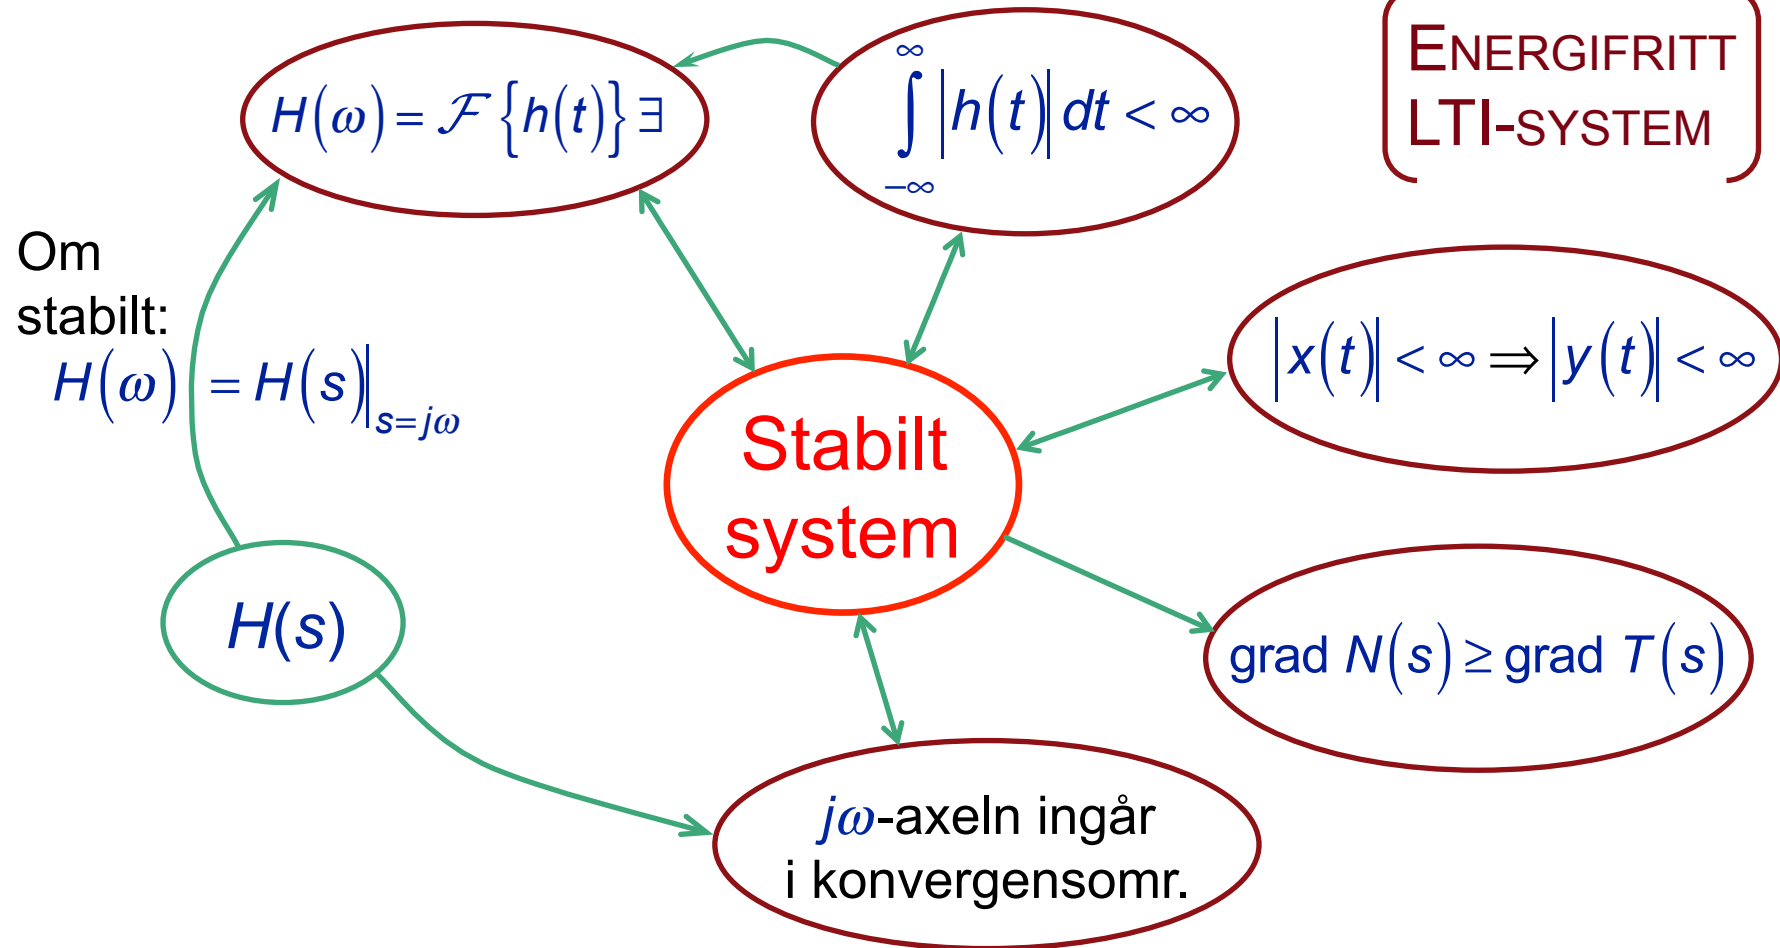 ENERGIFRITT
LTI-SYSTEM
H(ω) = ℱ {h(t)} ∃
∞
∫ |h(t)| dt < ∞
−∞
Om
stabilt:
H(ω) = H(s)|s=jω
|x(t)| < ∞ ⇒ |y(t)| < ∞
Stabilt
system
H(s)
grad N(s) ≥ grad T(s)
jω-axeln ingår
i konvergensomr.